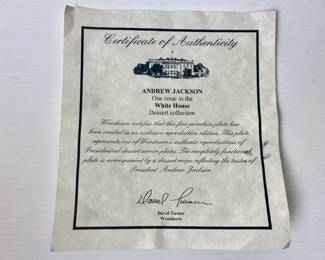 Certificate of Authenticity
ANDREW JACKSON
One issue in the
White House
Dessert collection
Woodmere certifies that this fine porcelain plate has
been created in an exclusive reproduction edition. This plate
represents one of Woodmere's authentic reproductions of
Presidential dessert service plates. The completely functional
plate is accompanied by a dessert recipe reflecting the tastes of
President Andrew Jackson.
David Turner
David Turner
Woodmere